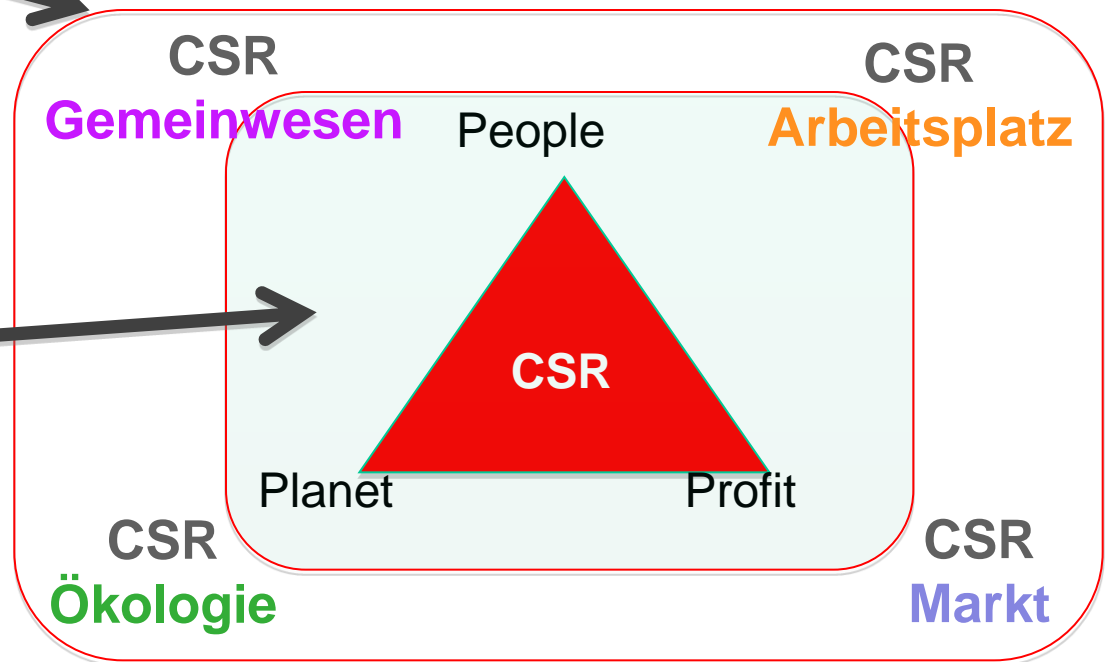 CSR
Gemeinwesen
CSR
Arbeitsplatz
People
CSR
Planet
Profit
CSR
Ökologie
CSR
Markt